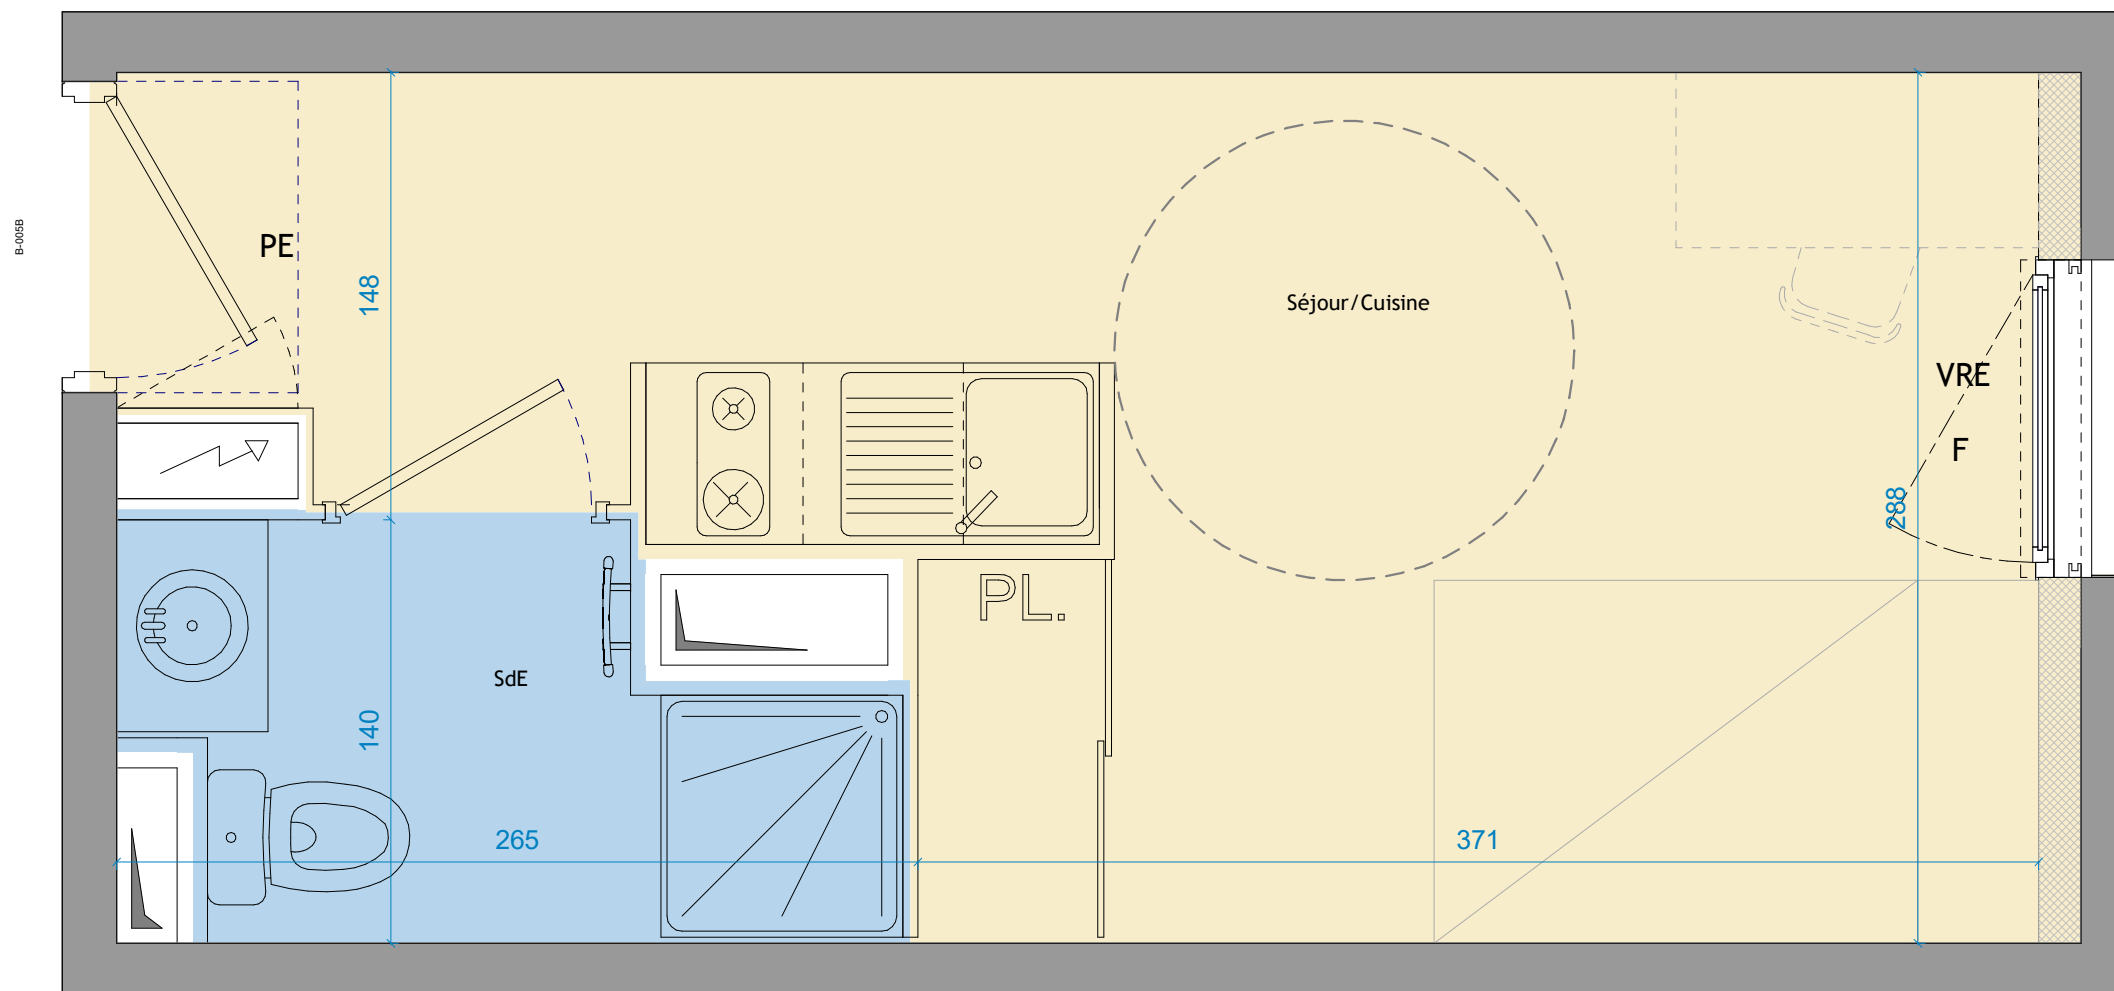 B-005B
PE
148
Séjour/Cuisine
VRE
F
288
PL.
SdE
140
265
371